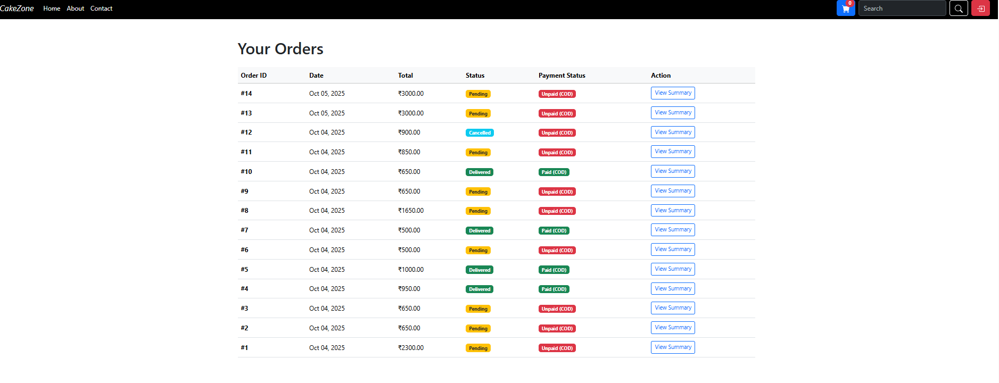 CakeZone Home About Contact 0 Search
Your Orders
Order ID Date Total Status Payment Status Action
#14 Oct 05, 2025 ₹3000.00 Pending Unpaid (COD) View Summary
#13 Oct 05, 2025 ₹3000.00 Pending Unpaid (COD) View Summary
#12 Oct 04, 2025 ₹900.00 Cancelled Unpaid (COD) View Summary
#11 Oct 04, 2025 ₹850.00 Pending Unpaid (COD) View Summary
#10 Oct 04, 2025 ₹650.00 Delivered Paid (COD) View Summary
#9 Oct 04, 2025 ₹650.00 Pending Unpaid (COD) View Summary
#8 Oct 04, 2025 ₹1650.00 Pending Unpaid (COD) View Summary
#7 Oct 04, 2025 ₹500.00 Delivered Paid (COD) View Summary
#6 Oct 04, 2025 ₹500.00 Pending Unpaid (COD) View Summary
#5 Oct 04, 2025 ₹1000.00 Delivered Paid (COD) View Summary
#4 Oct 04, 2025 ₹950.00 Delivered Paid (COD) View Summary
#3 Oct 04, 2025 ₹650.00 Pending Unpaid (COD) View Summary
#2 Oct 04, 2025 ₹650.00 Pending Unpaid (COD) View Summary
#1 Oct 04, 2025 ₹2300.00 Pending Unpaid (COD) View Summary